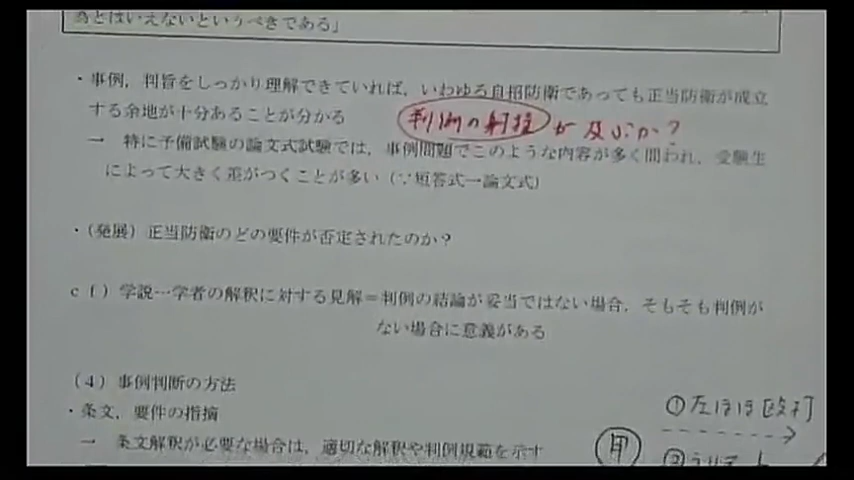 為とはいえないというべきである」
・事例，判旨をしっかり理解できていれば，いわゆる自招防衛であっても正当防衛が成立
する余地が十分あることが分かる
判例の射程が及ぶか？
→ 特に予備試験の論文式試験では，事例問題でこのような内容が多く問われ，受験生
によって大きく差がつくことが多い（∵短答式→論文式）
・（発展）正当防衛のどの要件が否定されたのか？
ｃｆ）学説…学者の解釈に対する見解＝判例の結論が妥当ではない場合，そもそも判例が
ない場合に意義がある
（４）事例判断の方法
・条文，要件の指摘
①左ほほ［殴打］
→ 条文解釈が必要な場合は，適切な解釈や判例規範を示す
甲
②